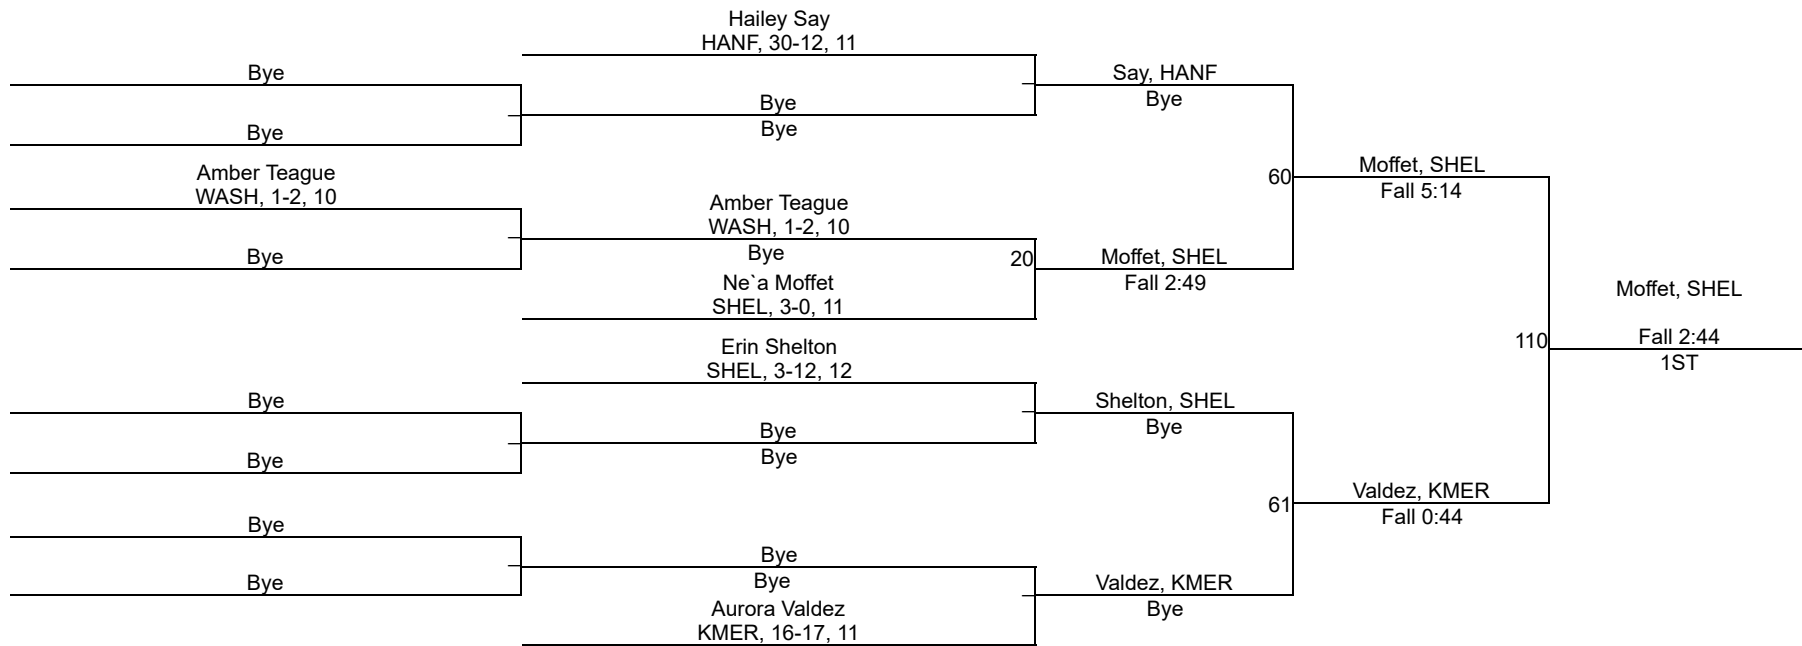 Hailey Say
HANF, 30-12, 11
Bye
Bye
Bye
Bye
Say, HANF
Bye
Amber Teague
WASH, 1-2, 10
Bye
Amber Teague
WASH, 1-2, 10
Bye
Ne`a Moffet
SHEL, 3-0, 11
20
Moffet, SHEL
Fall 2:49
60
Moffet, SHEL
Fall 5:14
Erin Shelton
SHEL, 3-12, 12
Bye
Bye
Bye
Bye
Shelton, SHEL
Bye
Bye
Bye
Bye
Bye
Aurora Valdez
KMER, 16-17, 11
Valdez, KMER
Bye
61
Valdez, KMER
Fall 0:44
110
Moffet, SHEL
Fall 2:44
1ST